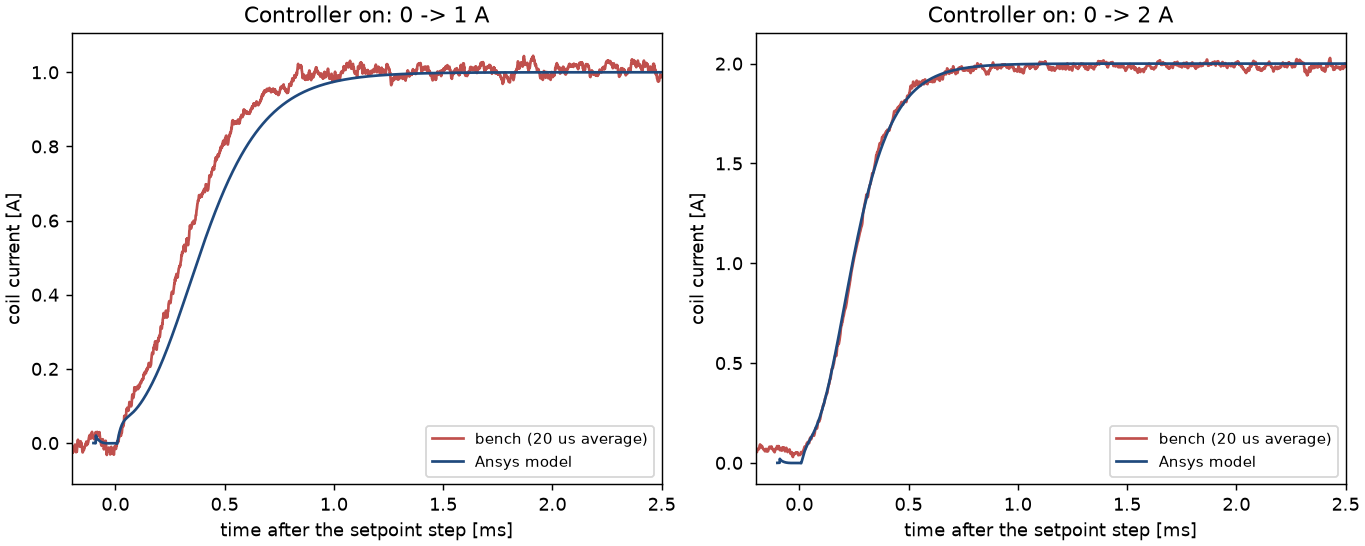 Controller on: 0 -> 1 A
coil current [A]
1.0
0.8
0.6
0.4
0.2
0.0
bench (20 us average)
Ansys model
0.0 0.5 1.0 1.5 2.0 2.5
time after the setpoint step [ms]
Controller on: 0 -> 2 A
coil current [A]
2.0
1.5
1.0
0.5
0.0
bench (20 us average)
Ansys model
0.0 0.5 1.0 1.5 2.0 2.5
time after the setpoint step [ms]